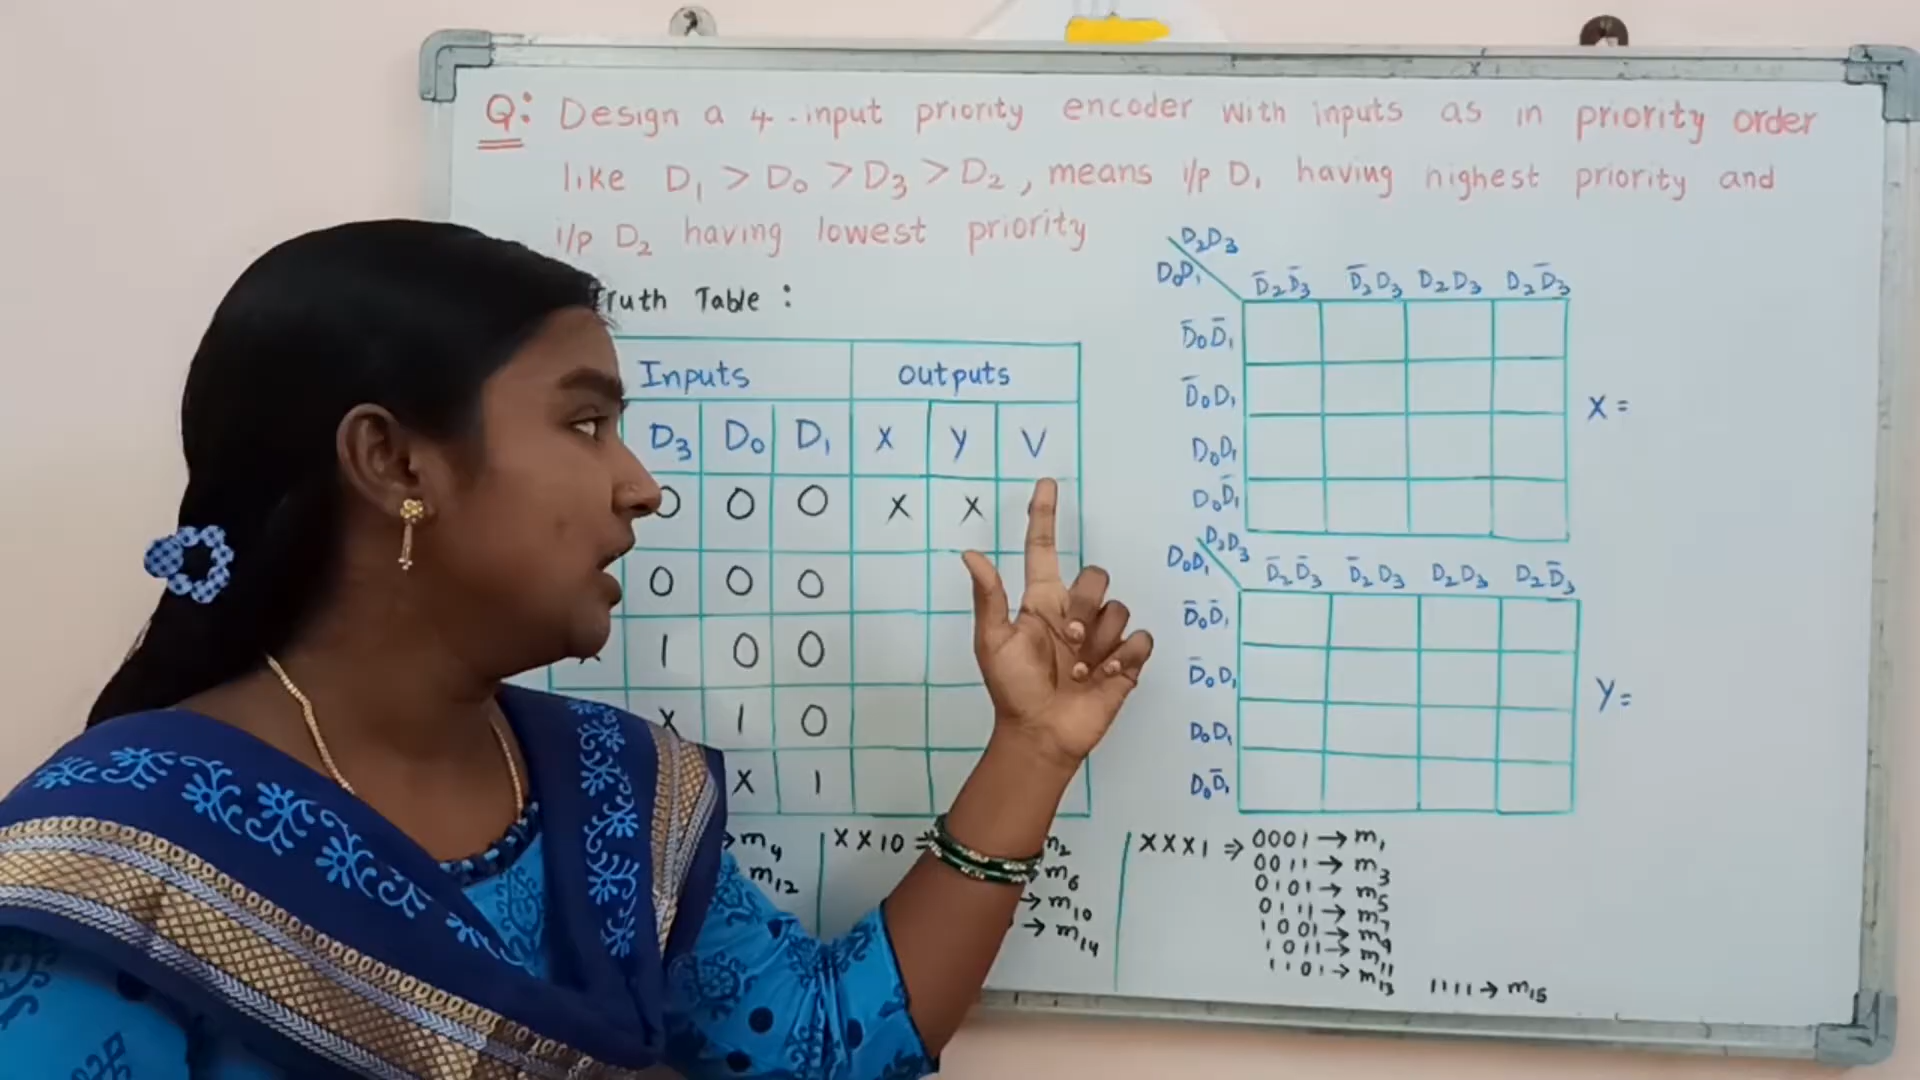 Q: Design a 4-input priority encoder with inputs as in priority order
like D₁ > D₀ > D₃ > D₂, means i/p D₁ having highest priority and
i/p D₂ having lowest priority
Truth Table :
Inputs Outputs
D₃ D₀ D₁ X Y V
0 0 0 X X
0 0 0
X 1 0 0
X 1 0
X 1
→ m₄
m₁₂
X X 1 0 ⇒
m₆
→ m₁₀
→ m₁₄
X X X 1 ⇒ 0001 → m₁
0011 → m₃
0101 → m₅
0111 → m₇
1001 → m₉
1011 → m₁₁
1101 → m₁₃
1111 → m₁₅
D₂D₃
D₀D₁
D̅₂D̅₃ D̅₂D₃ D₂D₃ D₂D̅₃
D̅₀D̅₁
D̅₀D₁
D₀D₁
D₀D̅₁
X =
D₂D₃
D₀D₁
D̅₂D̅₃ D̅₂D₃ D₂D₃ D₂D̅₃
D̅₀D̅₁
D̅₀D₁
D₀D₁
D₀D̅₁
Y =